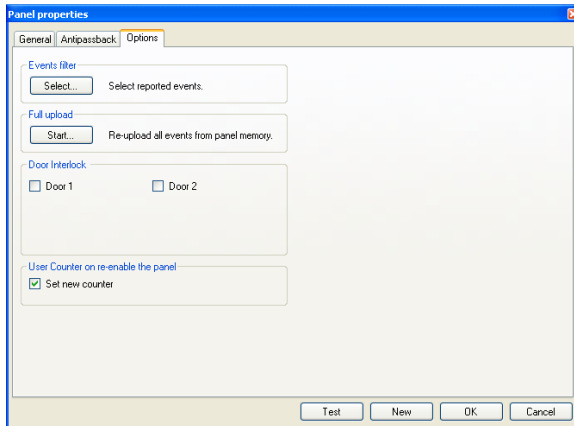 Panel properties
General Antipassback Options
Events filter
Select... Select reported events.
Full upload
Start... Re-upload all events from panel memory.
Door Interlock
Door 1 Door 2
User Counter on re-enable the panel
Set new counter
Test New OK Cancel